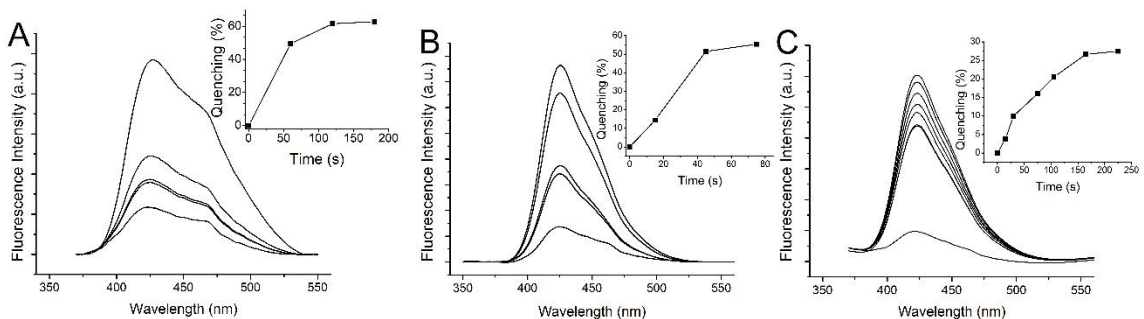 A
Fluorescence Intensity (a.u.)
400 450 500 550
Wavelength (nm)
Quenching (%)
60
40
20
0
0 50 100 150 200
Time (s)
B
Fluorescence Intensity (a.u.)
350 400 450 500 550
Wavelength (nm)
Quenching (%)
60
50
40
30
20
10
0
0 20 40 60 80
Time (s)
C
Fluorescence Intensity (a.u.)
350 400 450 500 550
Wavelength (nm)
Quenching (%)
30
25
20
15
10
5
0
0 50 100 150 200 250
Time (s)